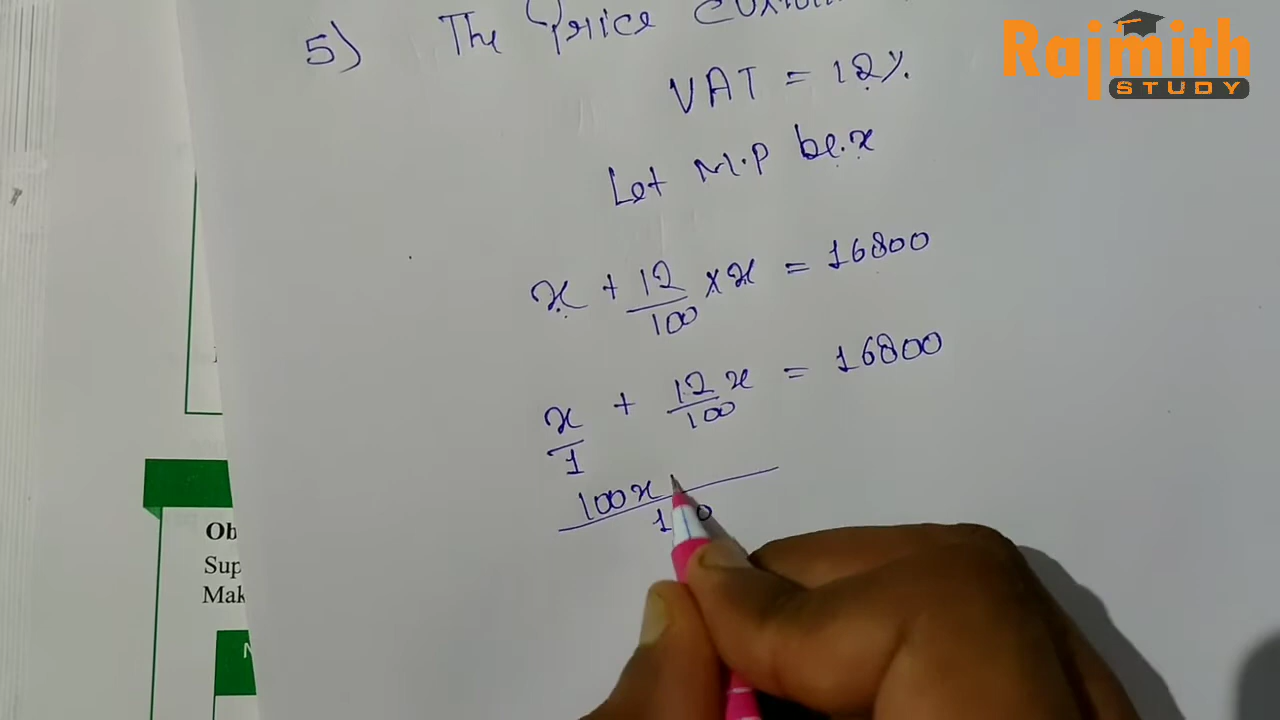 5) The Price
VAT = 12%
Let M.P be x
x + 12/100 × x = 16800
x/1 + 12/100 x = 16800
100x
Rajmith
STUDY
Ob
Sup
Mak